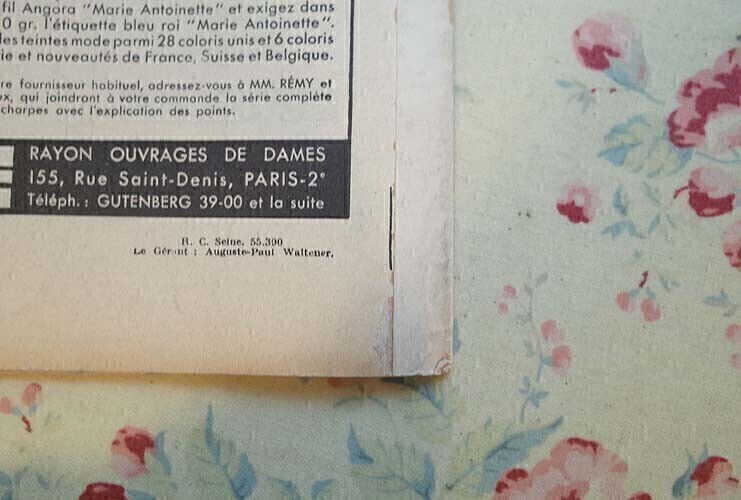 fil Angora "Marie Antoinette" et exigez dans
0 gr. l'étiquette bleu roi "Marie Antoinette".
les teintes mode parmi 28 coloris unis et 6 coloris
ie et nouveautés de France, Suisse et Belgique.
re fournisseur habituel, adressez-vous à MM. RÉMY et
ux, qui joindront à votre commande la série complète
charpes avec l'explication des points.
RAYON OUVRAGES DE DAMES
155, Rue Saint-Denis, PARIS-2e
Téléph. : GUTENBERG 39-00 et la suite
R. C. Seine. 55.390
Le Gérant : Auguste-Paul Waltener.